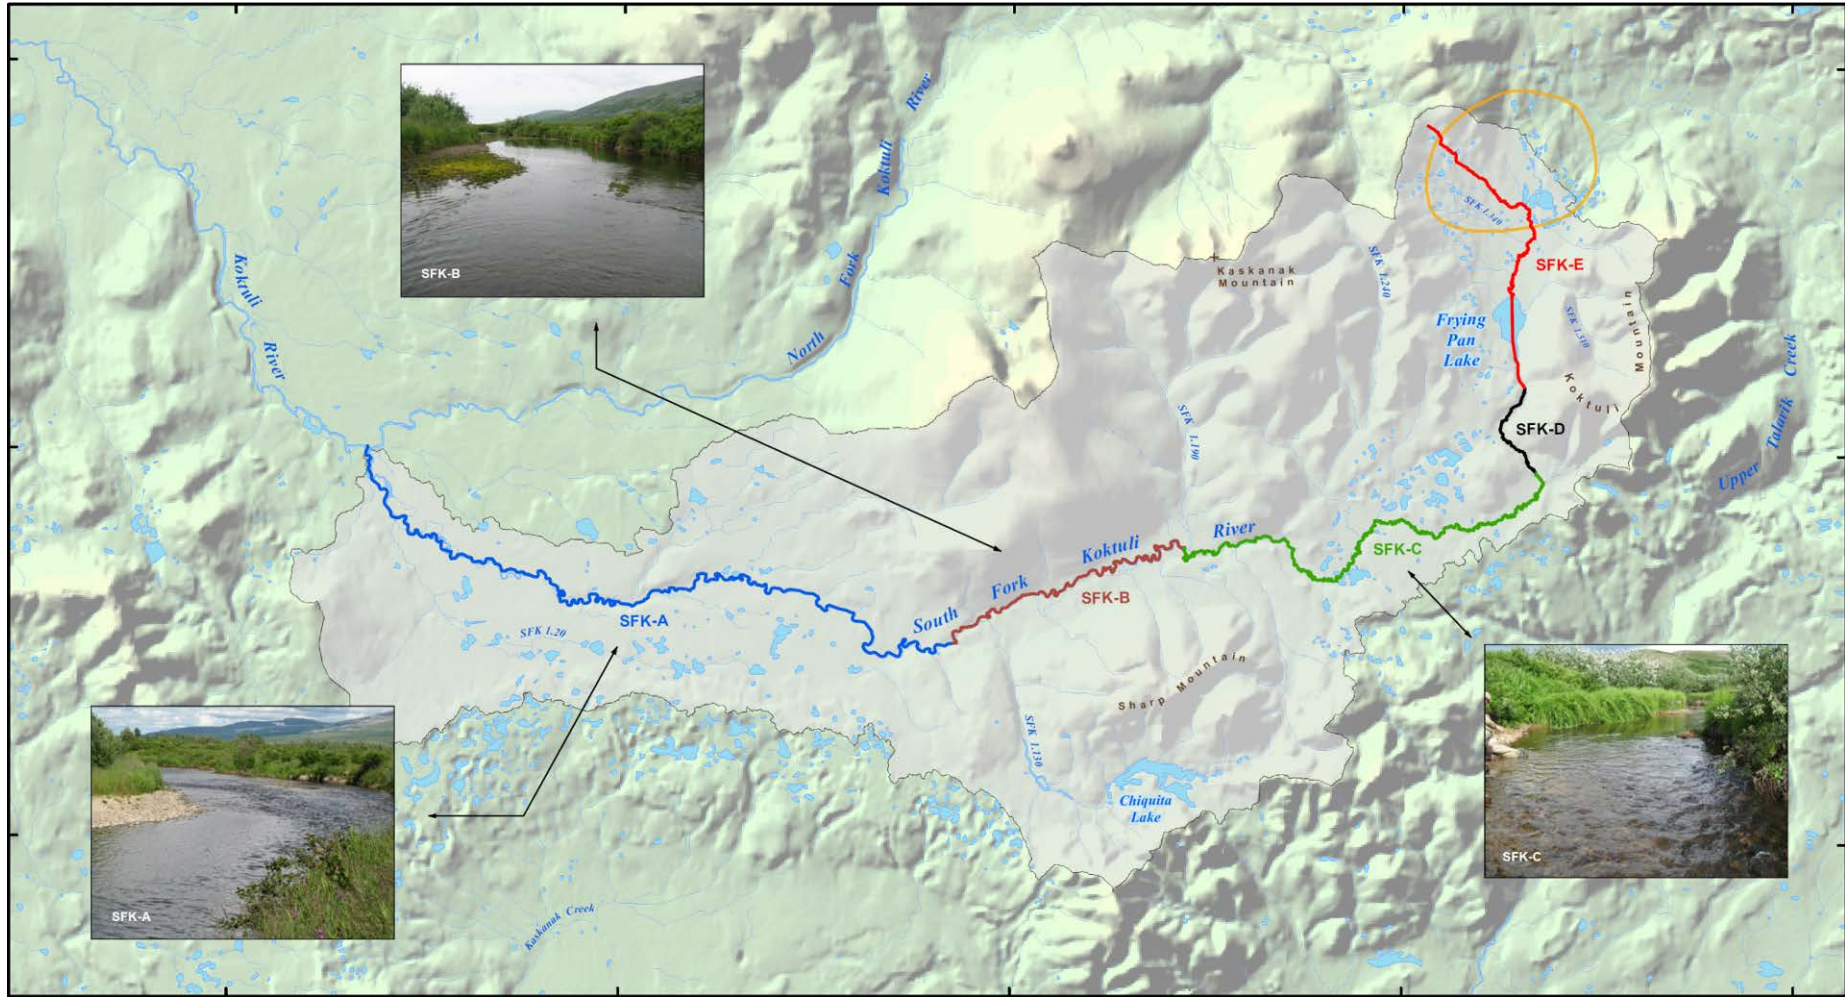 River
Koktuli
Fork
North
SFK-B
Koktuli
River
Kaskanak
Mountain
SFK 1.240
SFK 1.340
SFK-E
Frying
Pan
Lake
SFK 1.310
Koktuli
Mountain
Creek
Talarik
Upper
SFK-D
SFK 1.190
River
Koktuli
Fork
South
SFK-C
SFK-B
SFK-A
SFK 1.20
Sharp Mountain
SFK 1.130
Chiquita
Lake
SFK-C
SFK-A
Kaskanak Creek